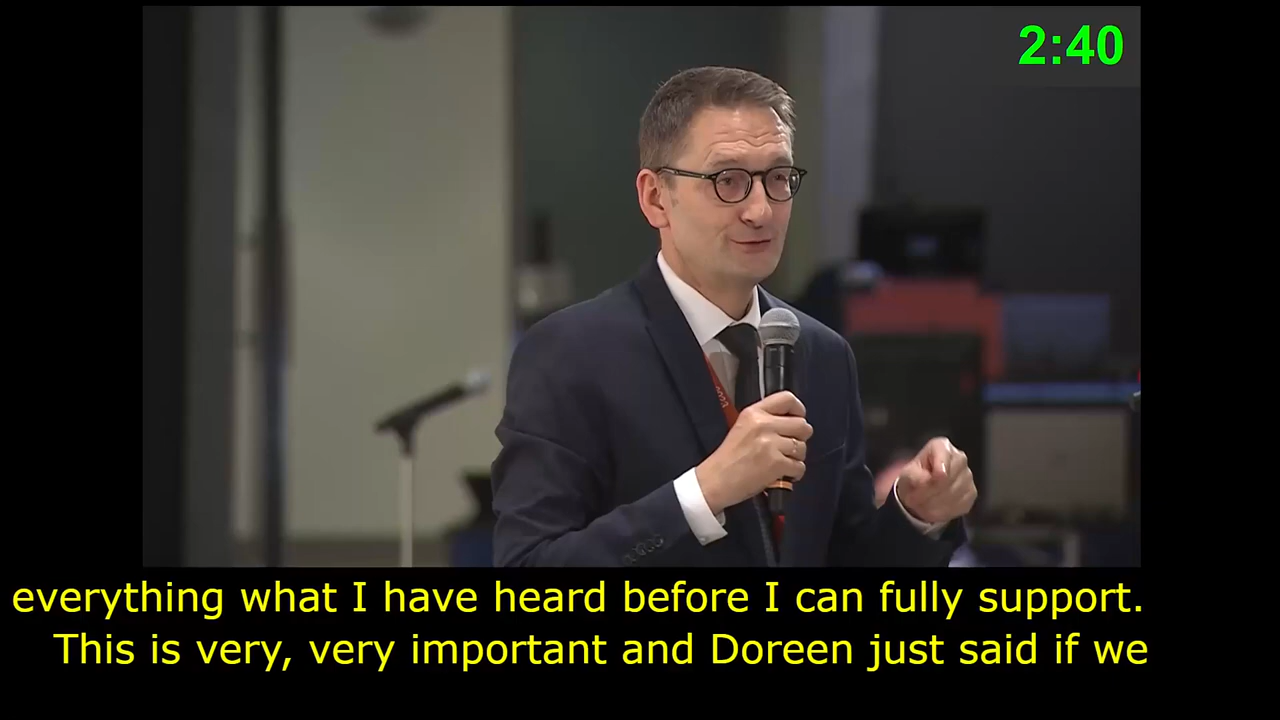 2:40
everything what I have heard before I can fully support.
This is very, very important and Doreen just said if we